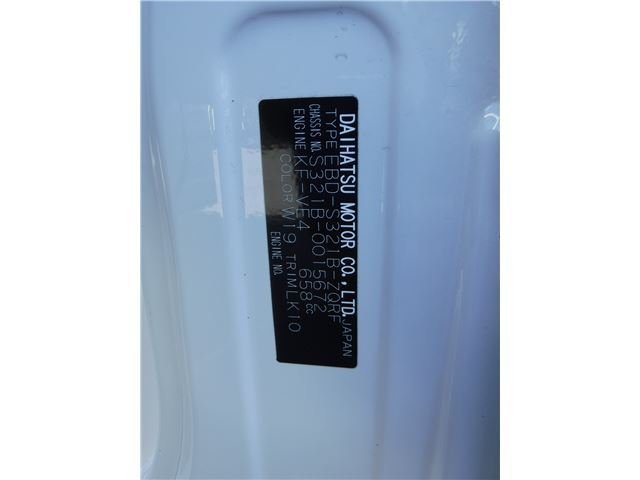 DAIHATSU MOTOR CO., LTD. JAPAN
TYPE EBD-S321B-ZQRF
CHASSIS NO. S321B-0015672
ENGINE KF-VE4 658 cc
COLOR W19 TRIM LK10
ENGINE NO.